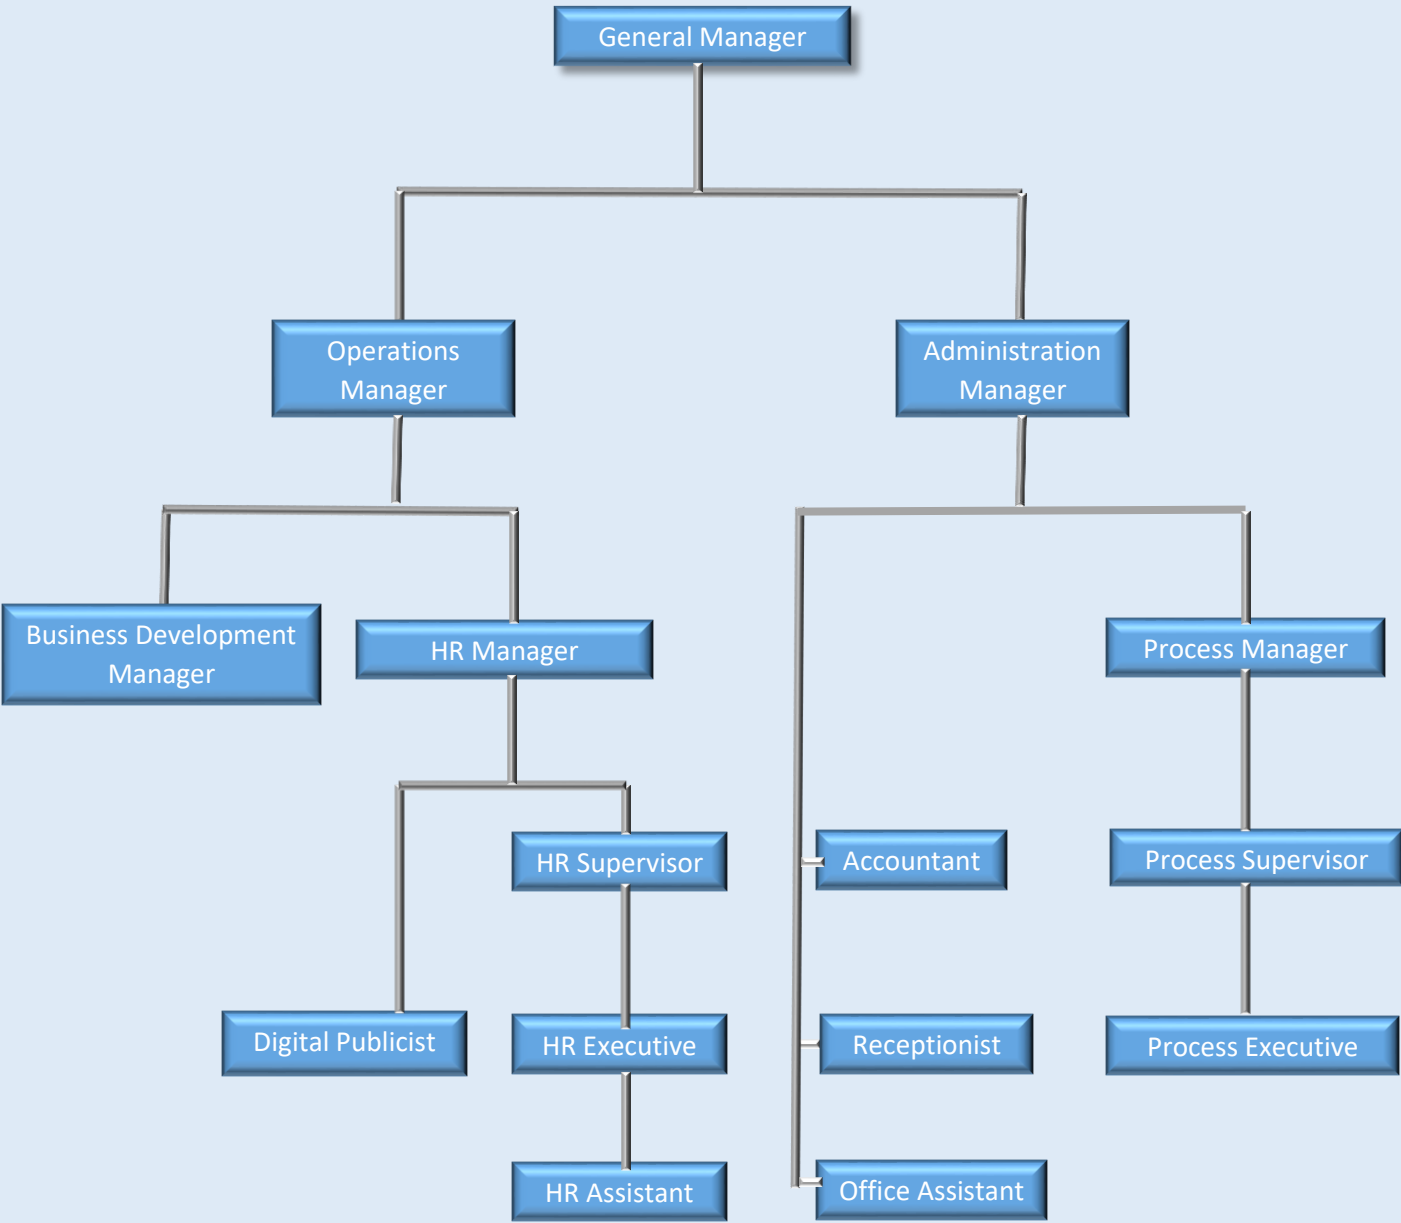 General Manager
Operations
Manager
Administration
Manager
Business Development
Manager
HR Manager
Process Manager
HR Supervisor
Accountant
Process Supervisor
Digital Publicist
HR Executive
Receptionist
Process Executive
HR Assistant
Office Assistant